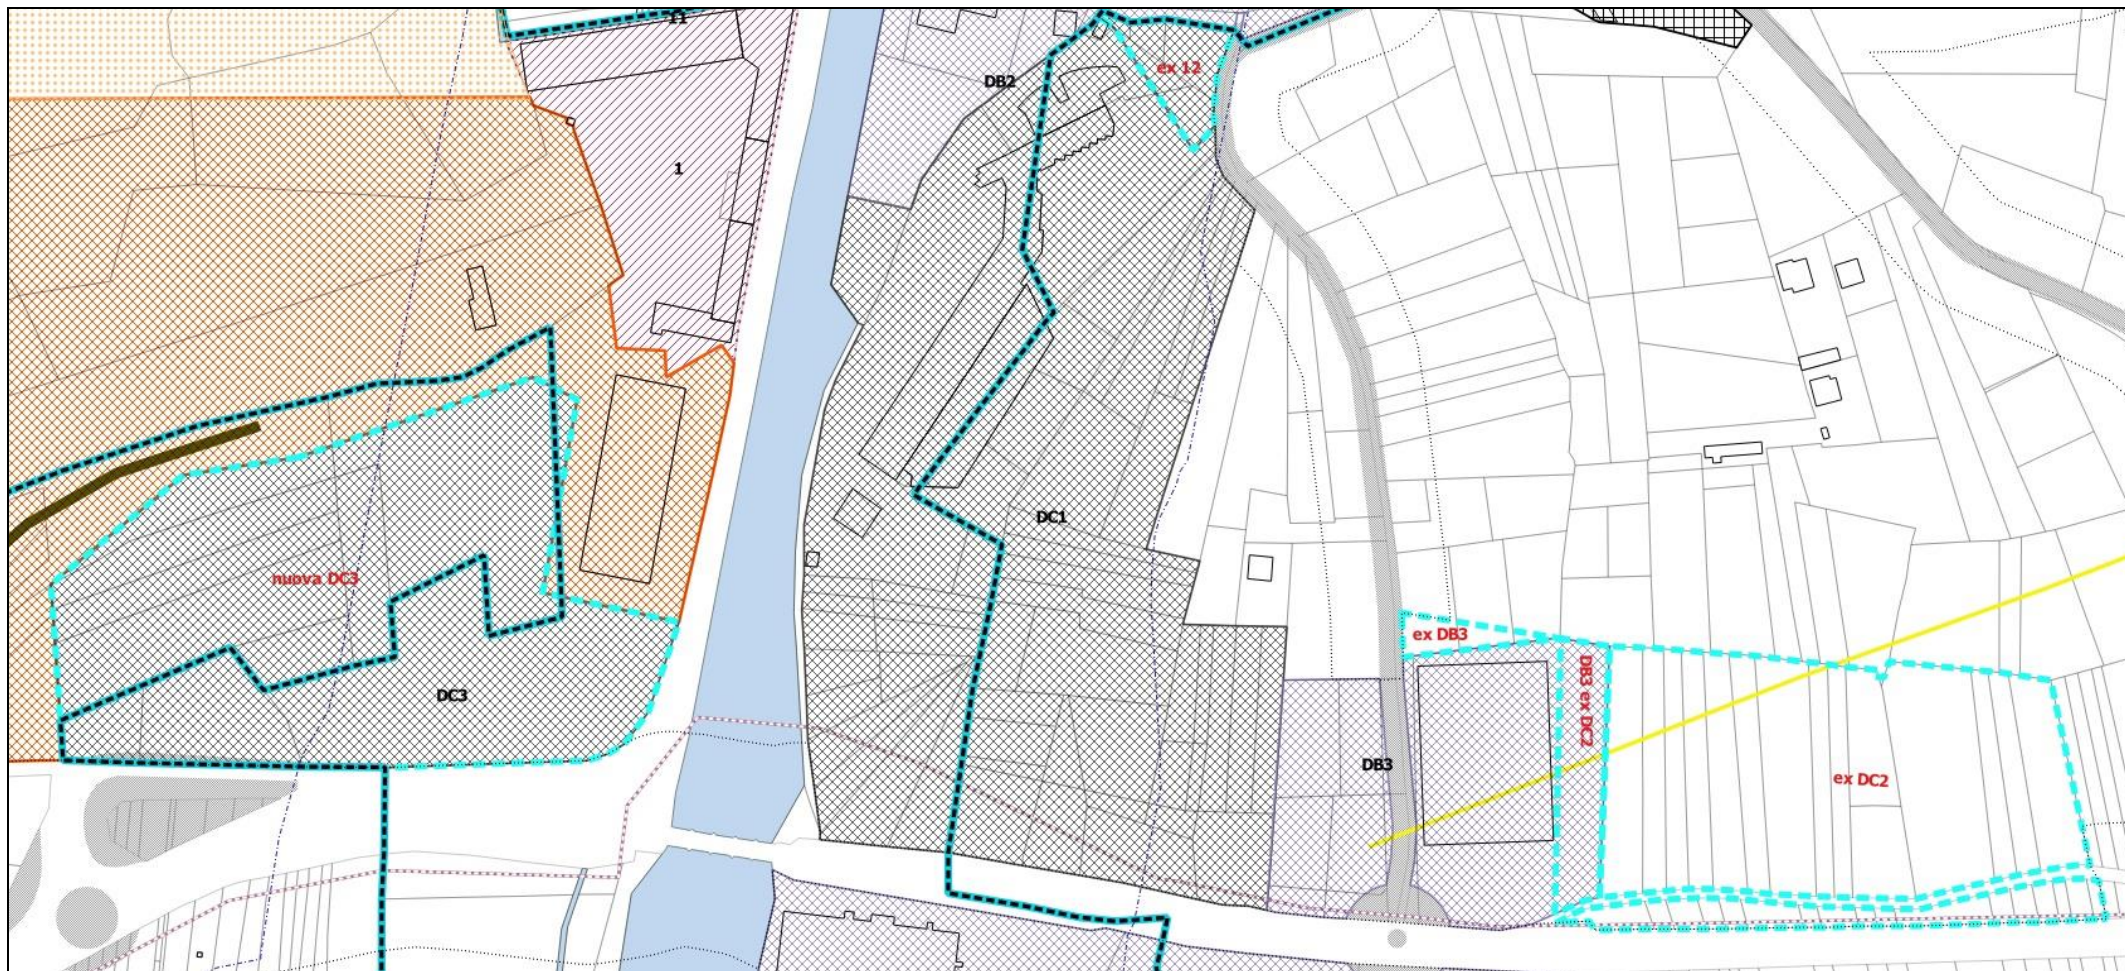 11
ex 12
DB2
1
DC1
nuova DC3
ex DB3
DB3 ex DC2
DC3
DB3
ex DC2